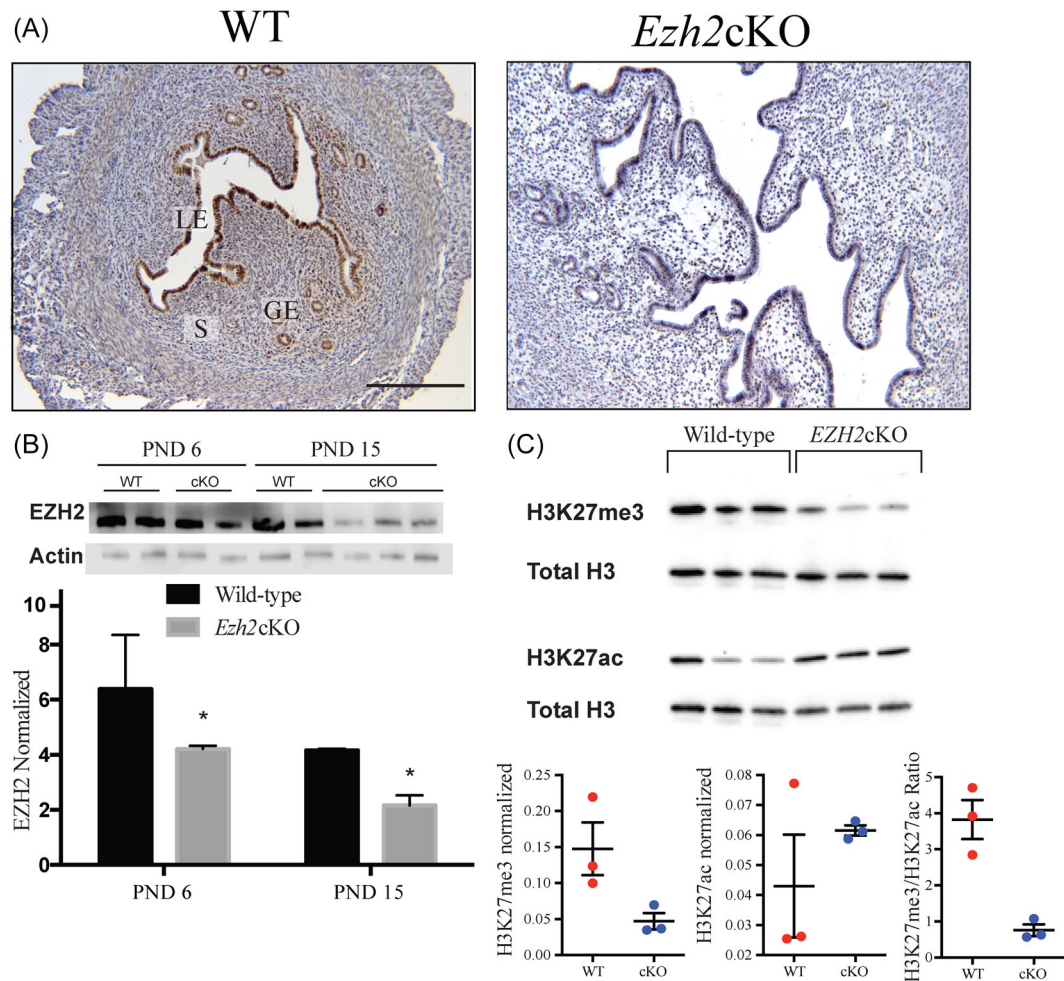 (A)
WT
Ezh2cKO
LE
GE
S
(B)
PND 6
PND 15
WT
cKO
WT
cKO
EZH2
Actin
Wild-type
Ezh2cKO
EZH2 Normalized
10
8
6
4
2
0
*
*
PND 6
PND 15
(C)
Wild-type
EZH2cKO
H3K27me3
Total H3
H3K27ac
Total H3
H3K27me3 normalized
0.25
0.20
0.15
0.10
0.05
0.00
WT
cKO
H3K27ac normalized
0.08
0.07
0.06
0.05
0.04
0.03
0.02
WT
cKO
H3K27me3/H3K27ac Ratio
5
4
3
2
1
0
WT
cKO